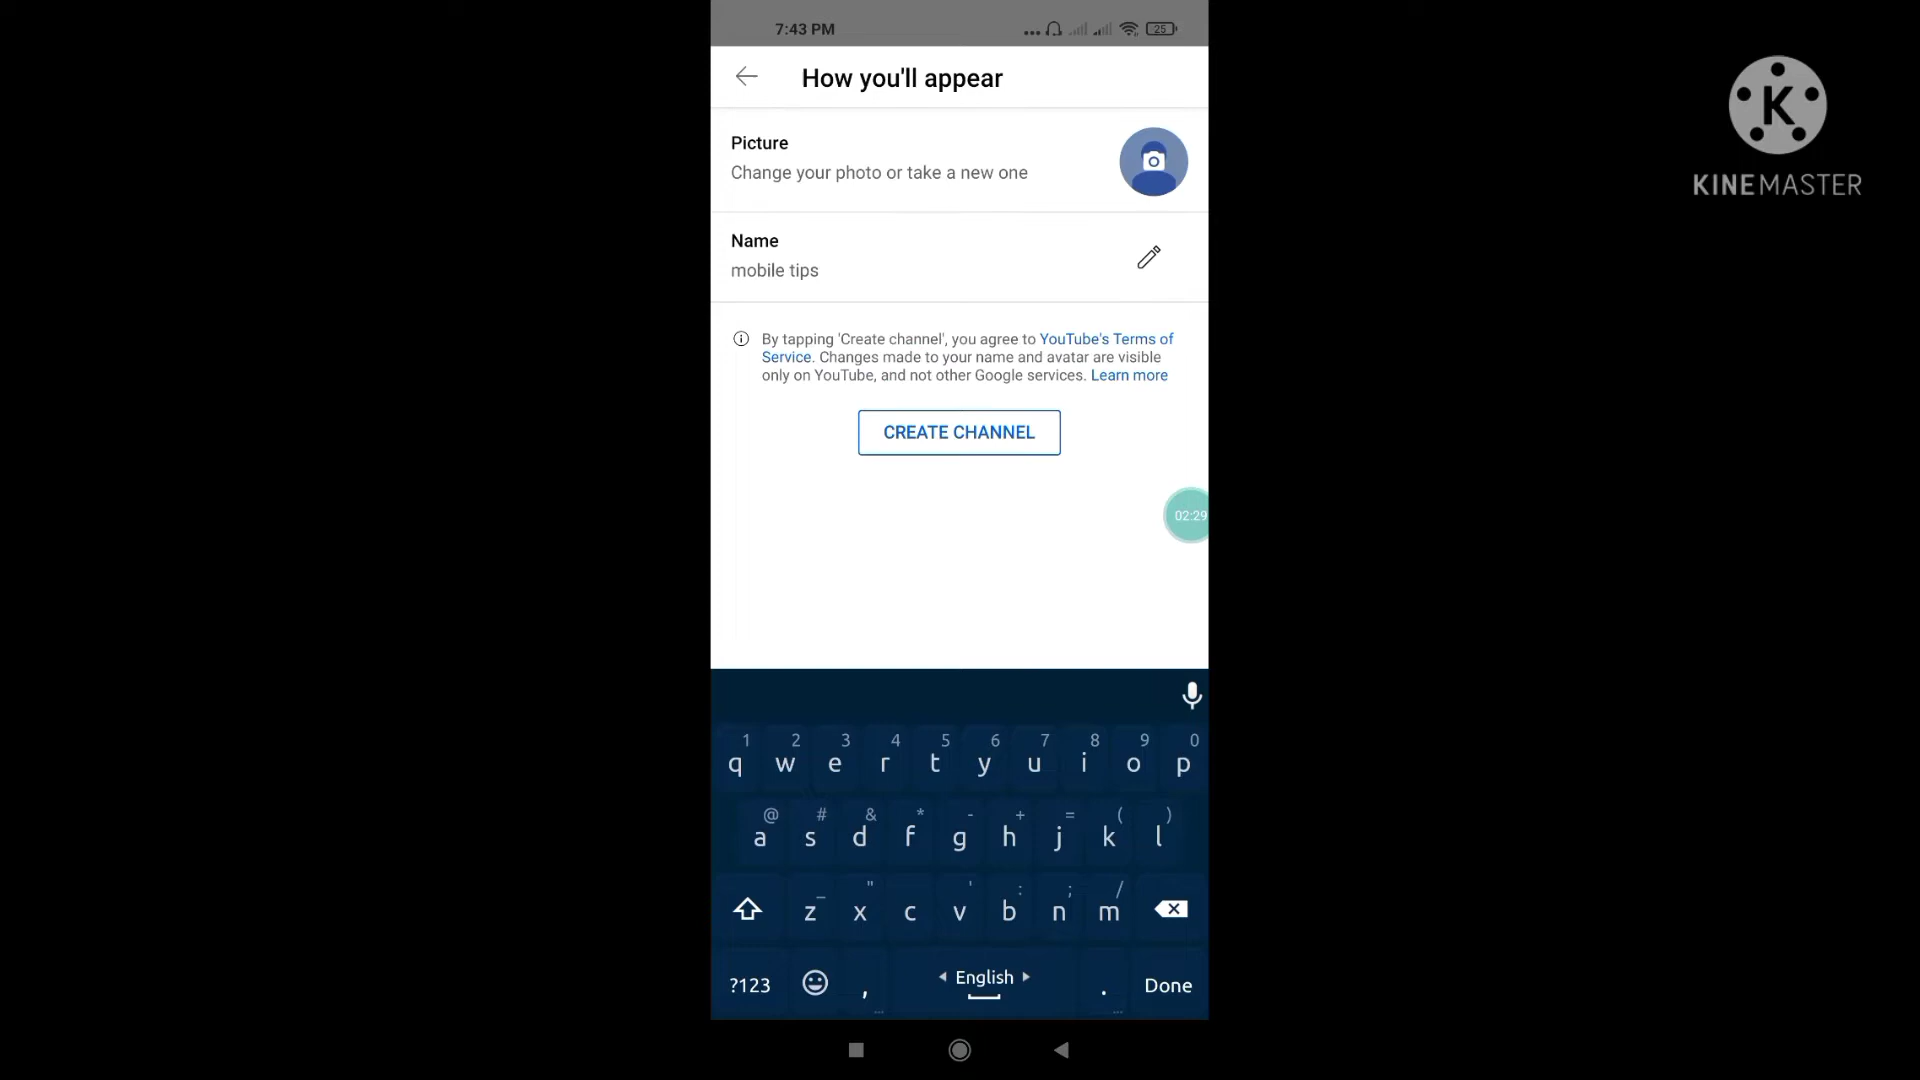 7:43 PM
25
How you'll appear
Picture
Change your photo or take a new one
Name
mobile tips
By tapping 'Create channel', you agree to YouTube's Terms of
Service. Changes made to your name and avatar are visible
only on YouTube, and not other Google services. Learn more
CREATE CHANNEL
02:29
1 2 3 4 5 6 7 8 9 0
q w e r t y u i o p
@ # & * - + = ( )
a s d f g h j k l
_ " ' : ; /
z x c v b n m
?123 , English . Done
K
KINEMASTER